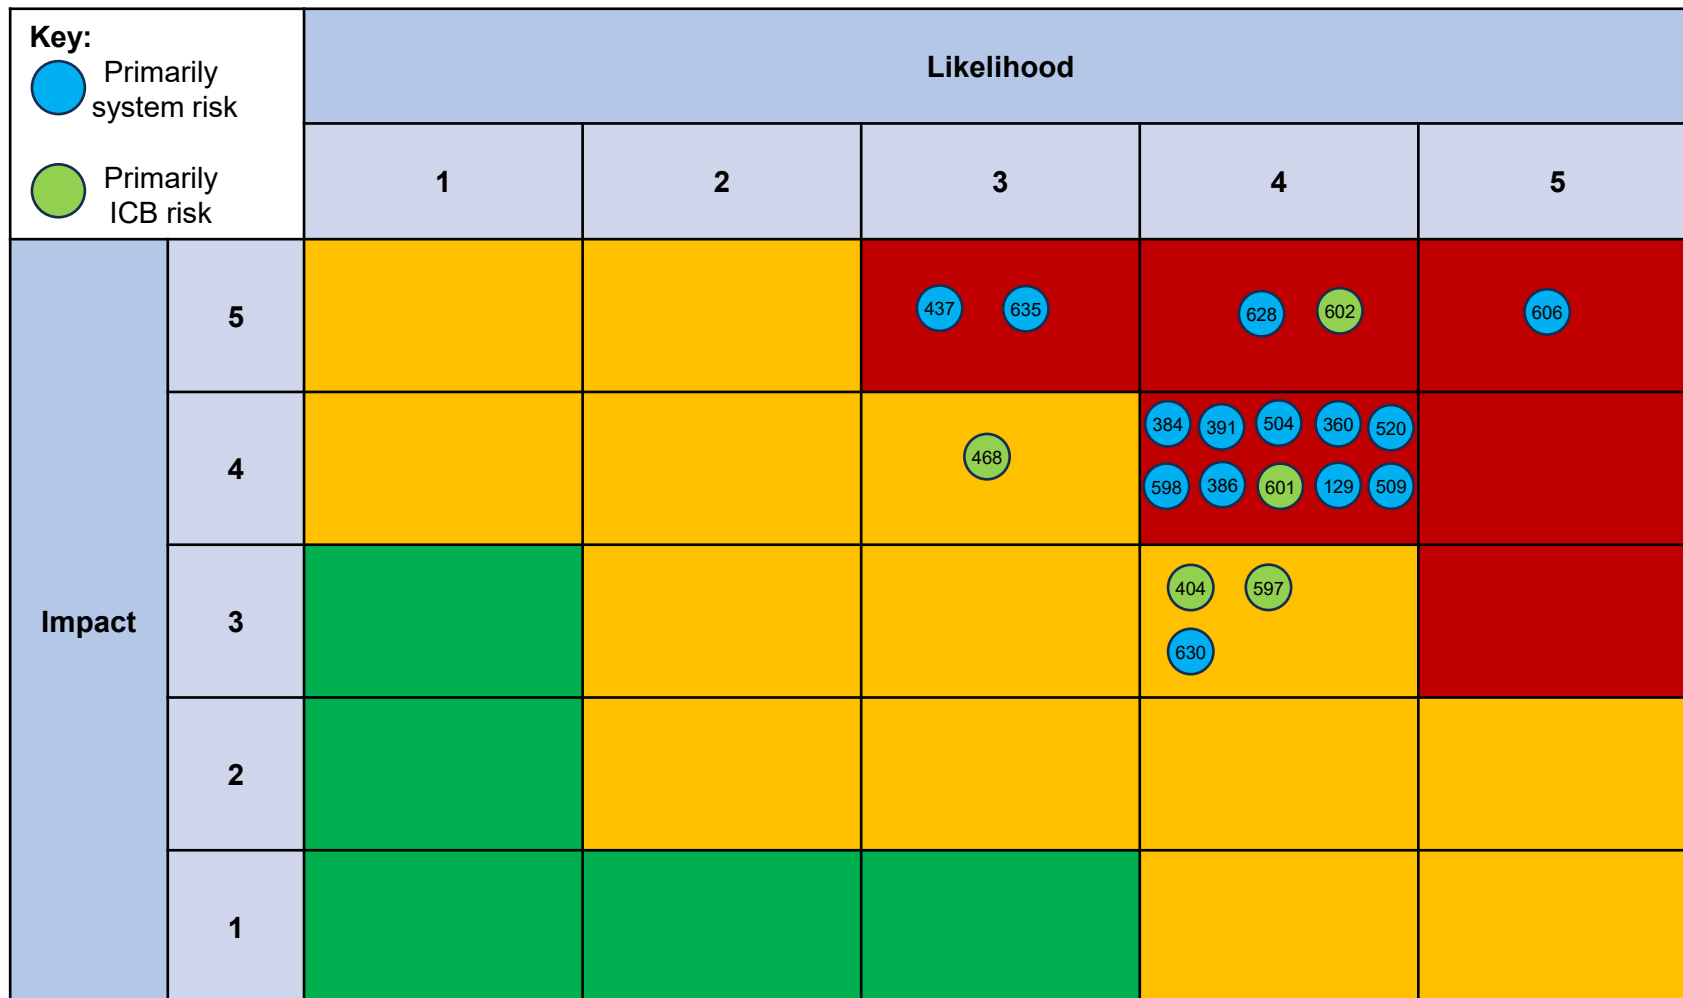 Key:
Primarily
system risk
Primarily
ICB risk
Likelihood
1 2 3 4 5
Impact
5
437 635 628 602 606
4
468
384 391 504 360 520
598 386 601 129 509
3
404 597
630
2
1